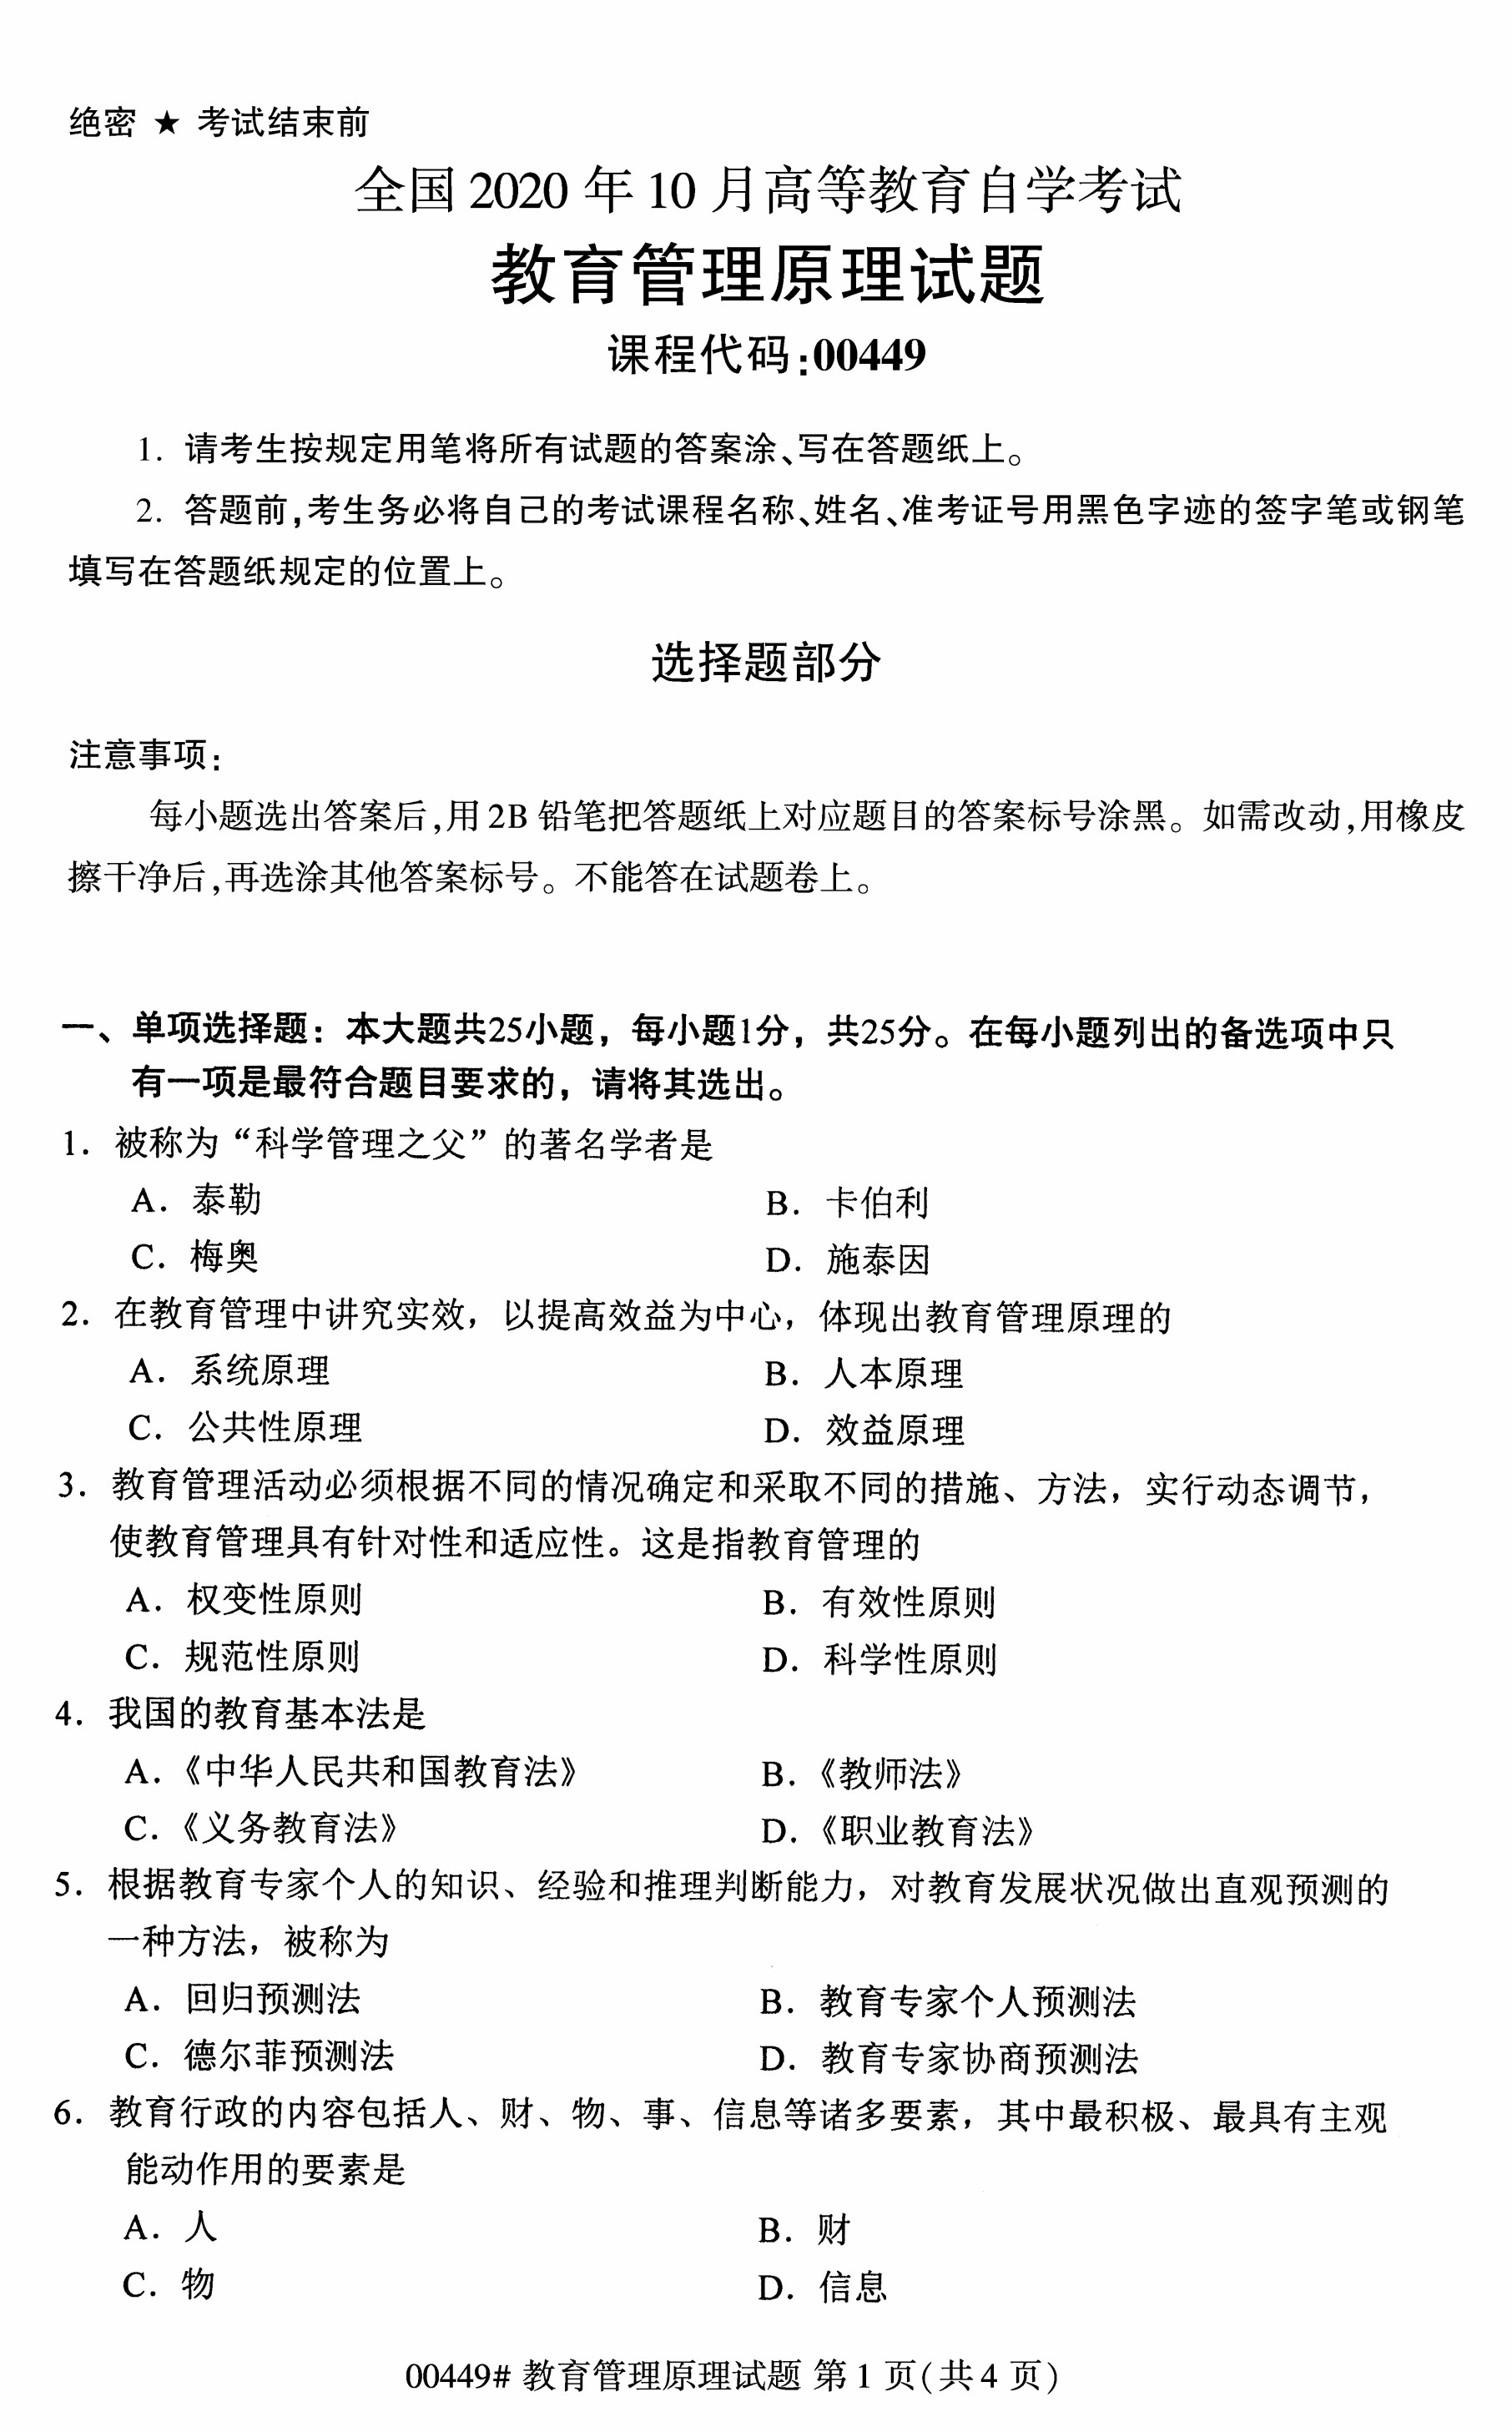 绝密 ★ 考试结束前
全国 2020 年 10 月高等教育自学考试
教育管理原理试题
课程代码:00449
1. 请考生按规定用笔将所有试题的答案涂、写在答题纸上。
2. 答题前,考生务必将自己的考试课程名称、姓名、准考证号用黑色字迹的签字笔或钢笔
填写在答题纸规定的位置上。
选择题部分
注意事项:
每小题选出答案后,用 2B 铅笔把答题纸上对应题目的答案标号涂黑。如需改动,用橡皮
擦干净后,再选涂其他答案标号。不能答在试题卷上。
一、单项选择题：本大题共25小题，每小题1分，共25分。在每小题列出的备选项中只
有一项是最符合题目要求的，请将其选出。
1. 被称为“科学管理之父”的著名学者是
A. 泰勒 B. 卡伯利
C. 梅奥 D. 施泰因
2. 在教育管理中讲究实效，以提高效益为中心，体现出教育管理原理的
A. 系统原理 B. 人本原理
C. 公共性原理 D. 效益原理
3. 教育管理活动必须根据不同的情况确定和采取不同的措施、方法，实行动态调节，
使教育管理具有针对性和适应性。这是指教育管理的
A. 权变性原则 B. 有效性原则
C. 规范性原则 D. 科学性原则
4. 我国的教育基本法是
A.《中华人民共和国教育法》 B.《教师法》
C.《义务教育法》 D.《职业教育法》
5. 根据教育专家个人的知识、经验和推理判断能力，对教育发展状况做出直观预测的
一种方法，被称为
A. 回归预测法 B. 教育专家个人预测法
C. 德尔菲预测法 D. 教育专家协商预测法
6. 教育行政的内容包括人、财、物、事、信息等诸多要素，其中最积极、最具有主观
能动作用的要素是
A. 人 B. 财
C. 物 D. 信息
00449# 教育管理原理试题 第 1 页(共 4 页)